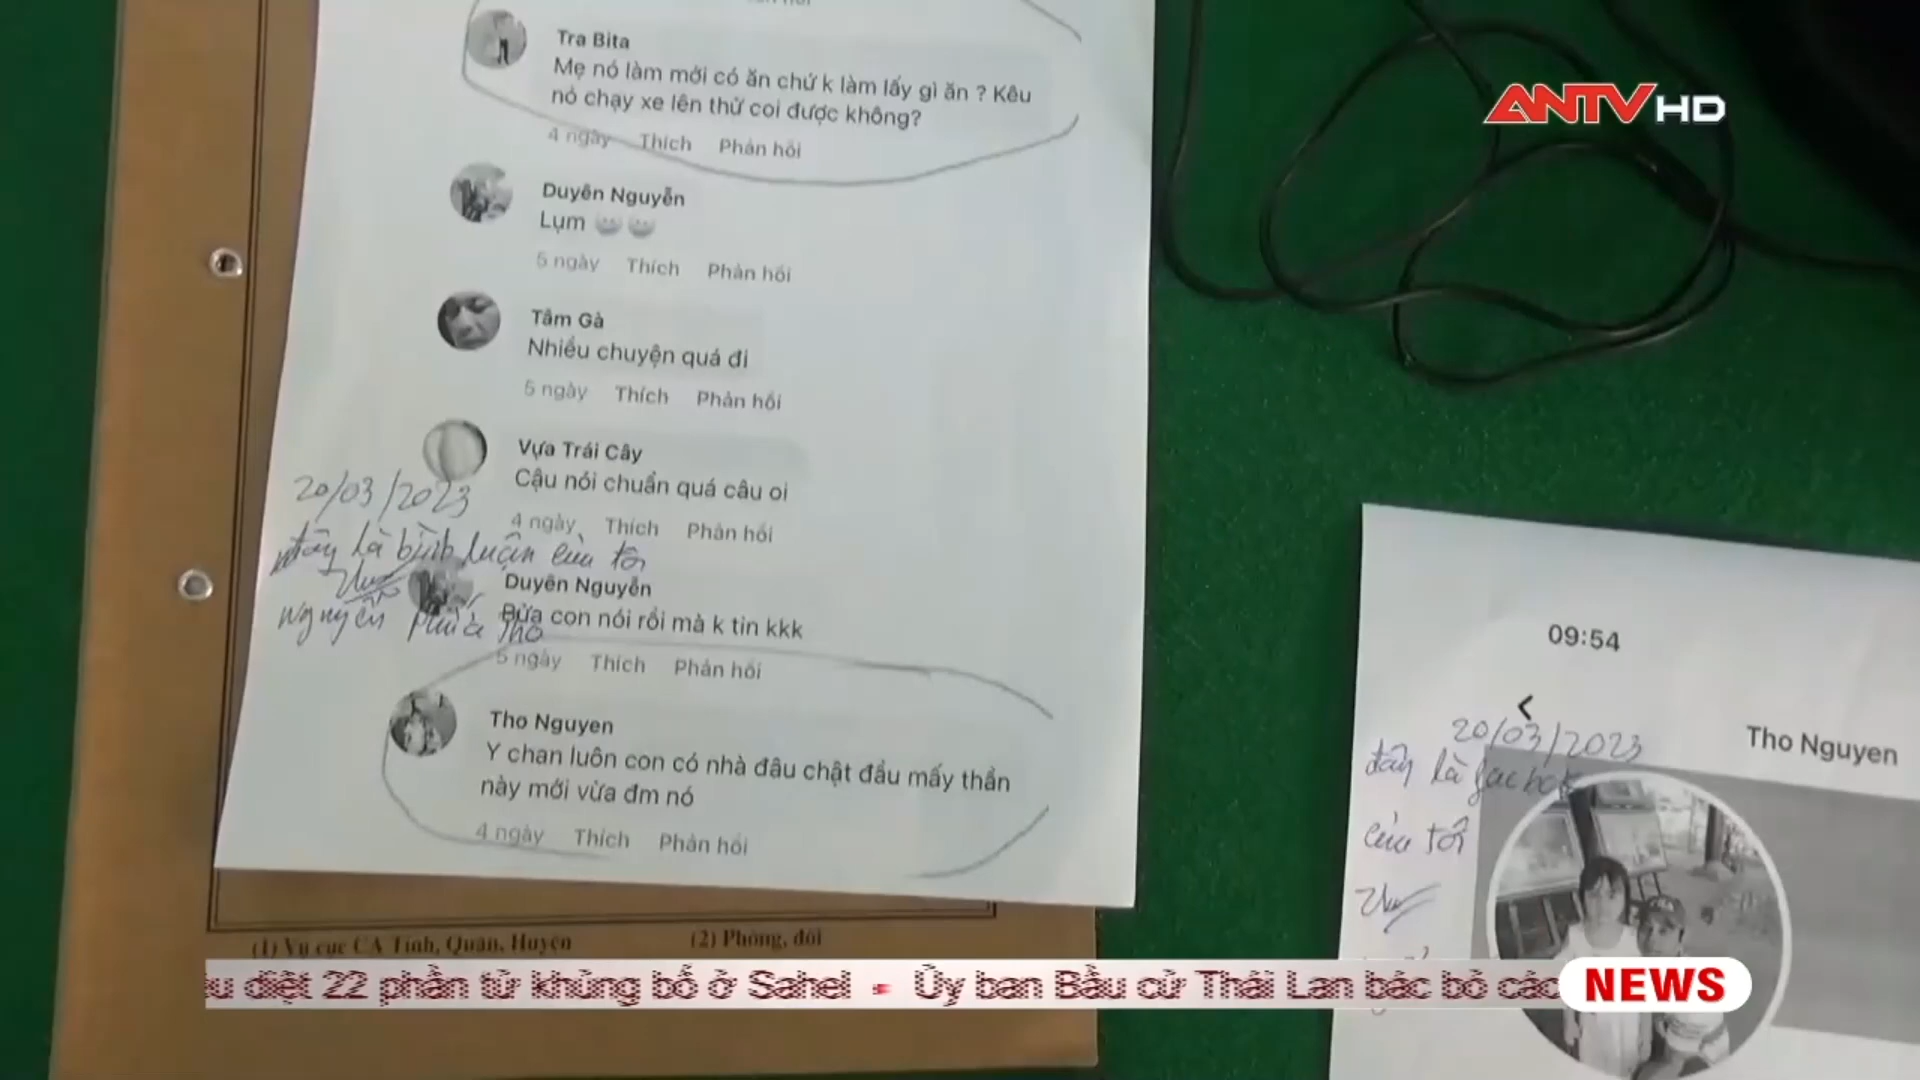 Tra Bita
Mẹ nó làm mới có ăn chứ k làm lấy gì ăn ? Kêu
nó chạy xe lên thử coi được không?
4 ngày Thích Phản hồi
Duyên Nguyễn
Lụm
5 ngày Thích Phản hồi
Tâm Gà
Nhiều chuyện quá đi
5 ngày Thích Phản hồi
Vựa Trái Cây
Cậu nói chuẩn quá câu oi
4 ngày Thích Phản hồi
20/03/2023
đây là bình luận của tôi
Nguyễn Phước Thọ
Duyên Nguyễn
Bửa con nói rồi mà k tin kkk
5 ngày Thích Phản hồi
Tho Nguyen
Y chan luôn con có nhà đâu chật đầu mấy thằn
này mới vừa đm nó
4 ngày Thích Phản hồi
(1) Vụ cục CA Tỉnh, Quận, Huyện (2) Phòng, đội
ANTV HD
09:54
20/03/2023
Tho Nguyen
đây là facbok
của tôi
diệt 22 phần tử khủng bố ở Sahel - Ủy ban Bầu cử Thái Lan bác bỏ các
NEWS